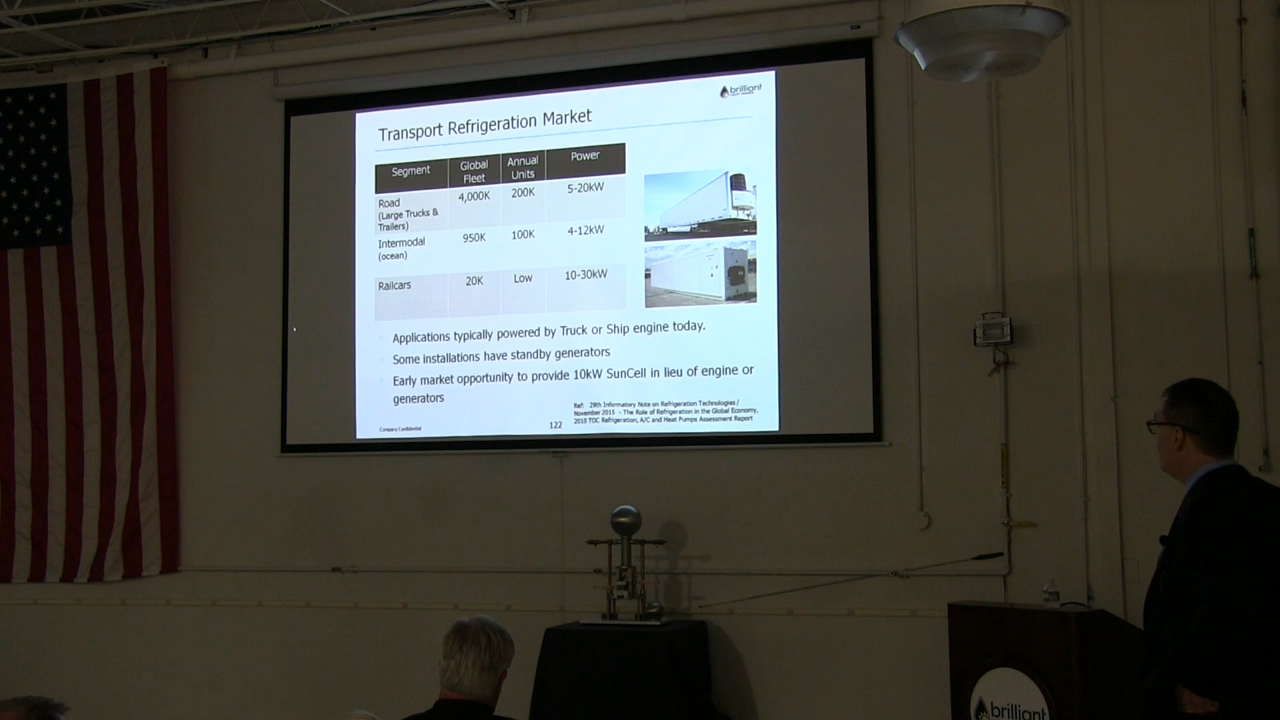 brilliant
Transport Refrigeration Market
Segment Global Fleet Annual Units Power
Road (Large Trucks & Trailers) 4,000K 200K 5-20kW
Intermodal (ocean) 950K 100K 4-12kW
Railcars 20K Low 10-30kW
Applications typically powered by Truck or Ship engine today.
Some installations have standby generators
Early market opportunity to provide 10kW SunCell in lieu of engine or
generators
Ref: 29th Informatory Note on Refrigeration Technologies /
November 2015 - The Role of Refrigeration in the Global Economy,
2010 TOC Refrigeration, A/C and Heat Pumps Assessment Report
Company Confidential
122
brilliant